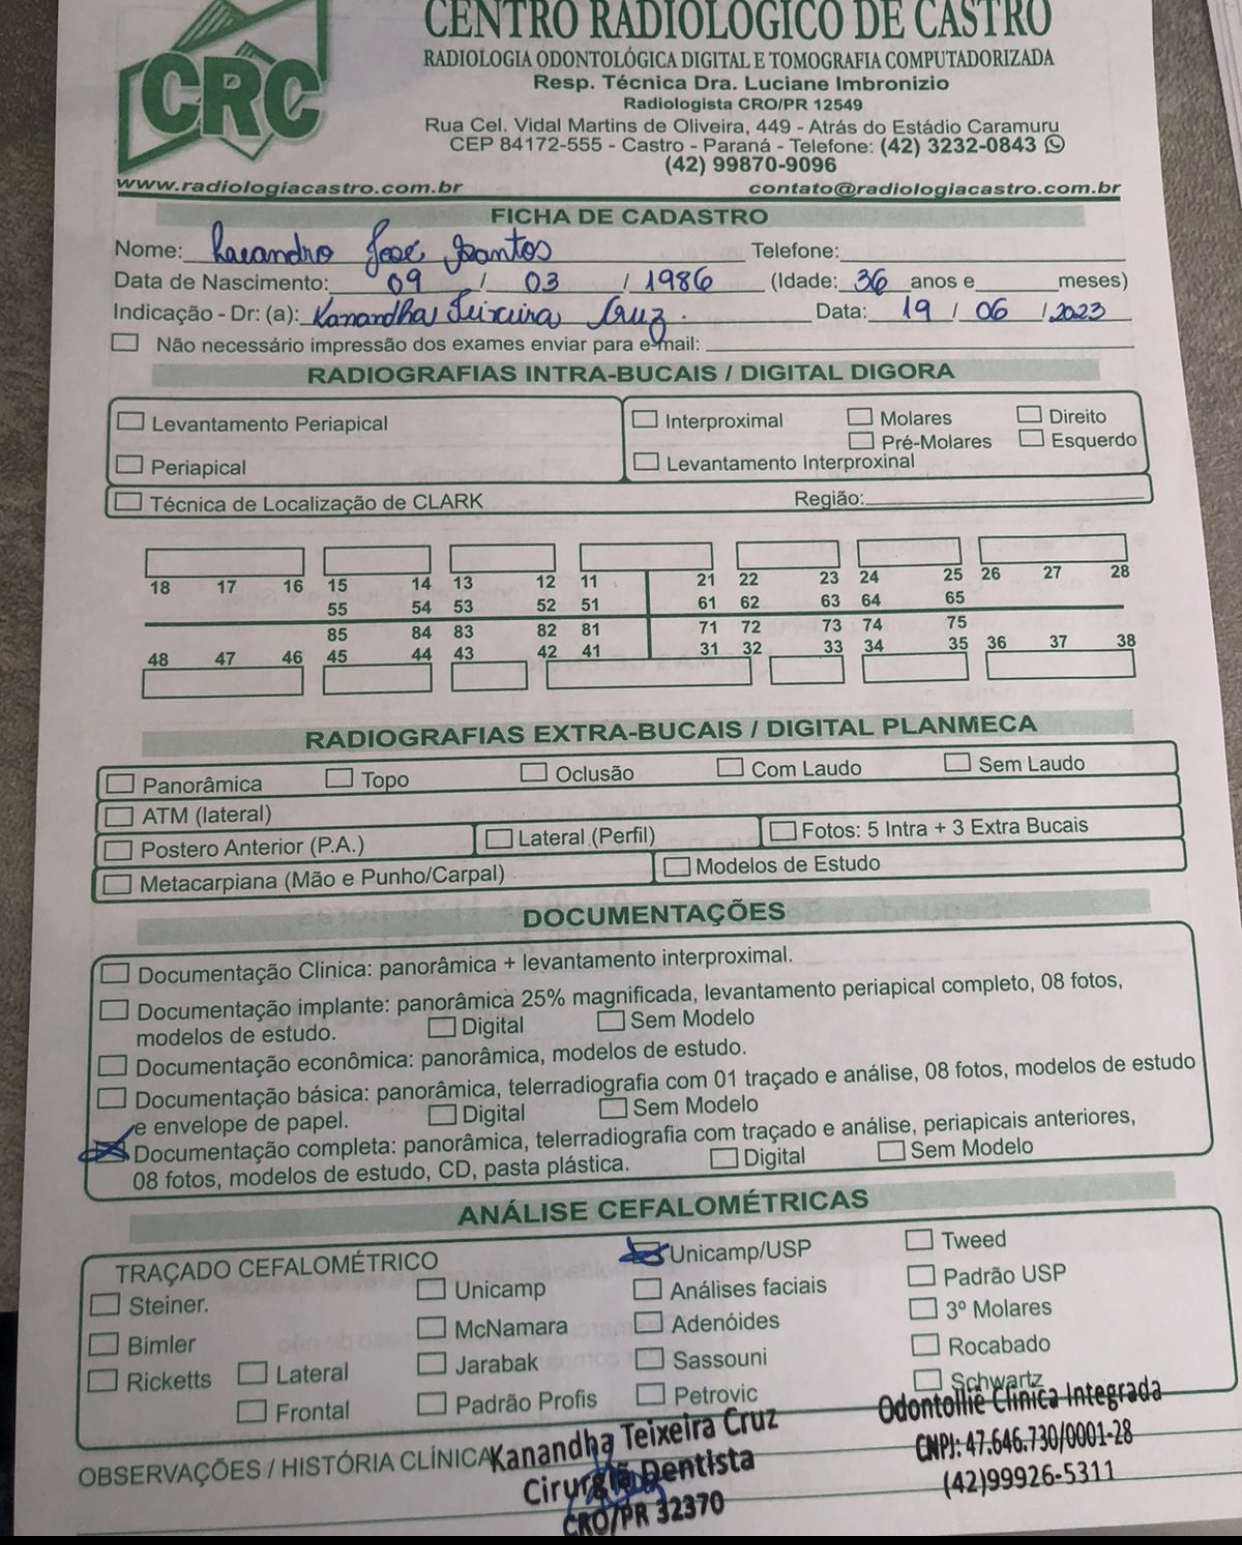 CENTRO RADIOLÓGICO DE CASTRO
RADIOLOGIA ODONTOLÓGICA DIGITAL E TOMOGRAFIA COMPUTADORIZADA
CRC
Resp. Técnica Dra. Luciane Imbronizio
Radiologista CRO/PR 12549
Rua Cel. Vidal Martins de Oliveira, 449 - Atrás do Estádio Caramuru
CEP 84172-555 - Castro - Paraná - Telefone: (42) 3232-0843
(42) 99870-9096
www.radiologiacastro.com.br contato@radiologiacastro.com.br
FICHA DE CADASTRO
Nome: José Santos Telefone:
Data de Nascimento: 09 / 03 / 1986 (Idade: 36 anos e meses)
Indicação - Dr: (a): Kanandha Teixeira Cruz. Data: 19 / 06 / 2023
Não necessário impressão dos exames enviar para e-mail:
RADIOGRAFIAS INTRA-BUCAIS / DIGITAL DIGORA
Levantamento Periapical Interproximal Molares Direito
Pré-Molares Esquerdo
Periapical Levantamento Interproxinal
Técnica de Localização de CLARK Região:
18 17 16 15 14 13 12 11 21 22 23 24 25 26 27 28
55 54 53 52 51 61 62 63 64 65
85 84 83 82 81 71 72 73 74 75
48 47 46 45 44 43 42 41 31 32 33 34 35 36 37 38
RADIOGRAFIAS EXTRA-BUCAIS / DIGITAL PLANMECA
Panorâmica Topo Oclusão Com Laudo Sem Laudo
ATM (lateral)
Postero Anterior (P.A.) Lateral (Perfil) Fotos: 5 Intra + 3 Extra Bucais
Metacarpiana (Mão e Punho/Carpal) Modelos de Estudo
DOCUMENTAÇÕES
Documentação Clinica: panorâmica + levantamento interproximal.
Documentação implante: panorâmica 25% magnificada, levantamento periapical completo, 08 fotos,
modelos de estudo. Digital Sem Modelo
Documentação econômica: panorâmica, modelos de estudo.
Documentação básica: panorâmica, telerradiografia com 01 traçado e análise, 08 fotos, modelos de estudo
e envelope de papel. Digital Sem Modelo
Documentação completa: panorâmica, telerradiografia com traçado e análise, periapicais anteriores,
08 fotos, modelos de estudo, CD, pasta plástica. Digital Sem Modelo
ANÁLISE CEFALOMÉTRICAS
TRAÇADO CEFALOMÉTRICO Unicamp/USP Tweed
Steiner. Unicamp Análises faciais Padrão USP
Bimler McNamara Adenóides 3º Molares
Ricketts Lateral Jarabak Sassouni Rocabado
Frontal Padrão Profis Petrovic Schwartz
OBSERVAÇÕES / HISTÓRIA CLÍNICA
Kanandha Teixeira Cruz
Cirurgiã Dentista
CRO/PR 32370
Odontolliê Clinica Integrada
CNPJ: 47.646.730/0001-28
(42)99926-5311